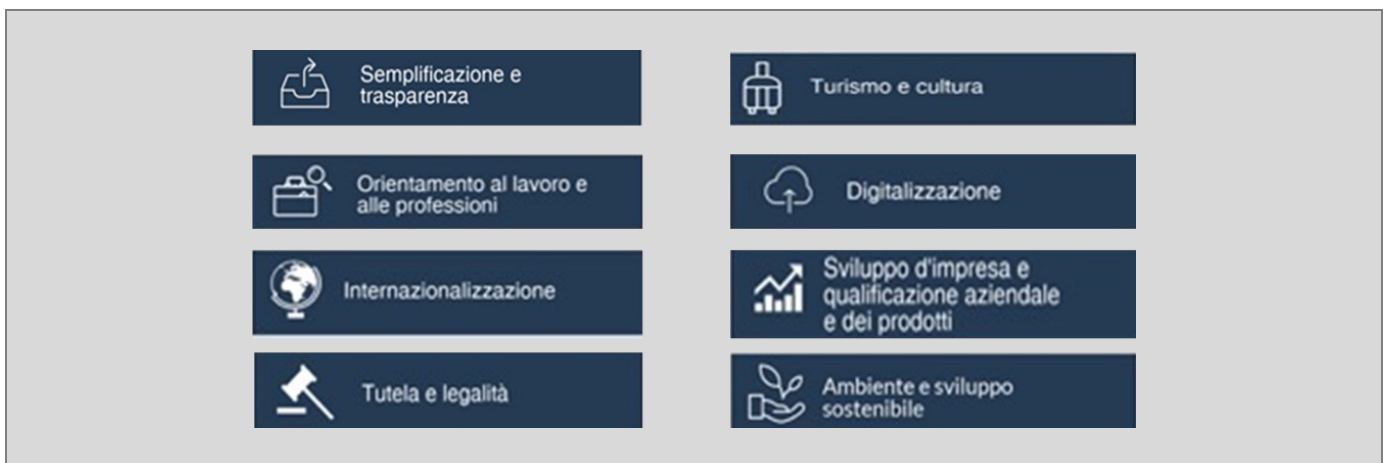 Semplificazione e
trasparenza
Turismo e cultura
Orientamento al lavoro e
alle professioni
Digitalizzazione
Internazionalizzazione
Sviluppo d'impresa e
qualificazione aziendale
e dei prodotti
Tutela e legalità
Ambiente e sviluppo
sostenibile